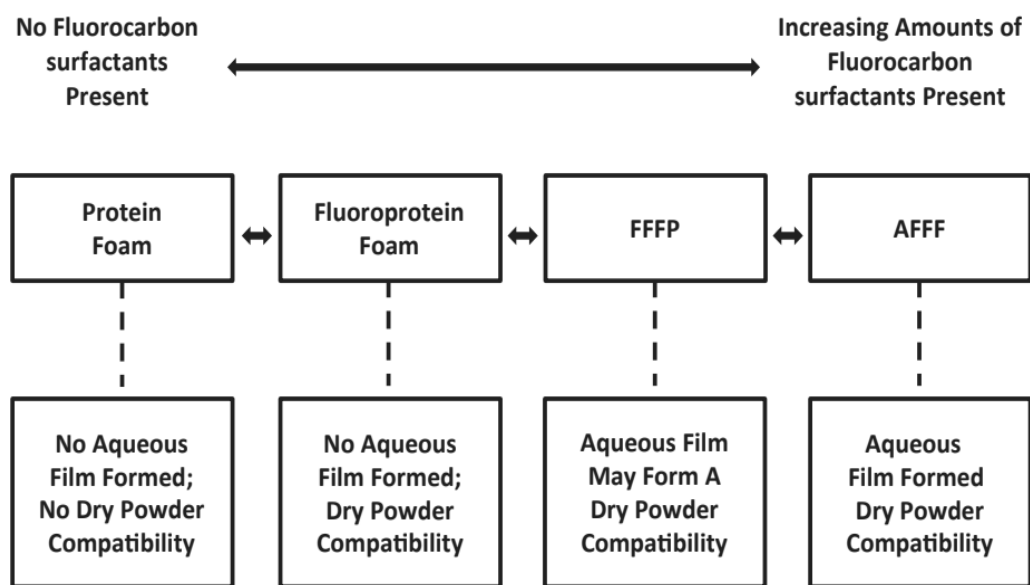 No Fluorocarbon
surfactants
Present
Increasing Amounts of
Fluorocarbon
surfactants Present
Protein
Foam
Fluoroprotein
Foam
FFFP
AFFF
No Aqueous
Film Formed;
No Dry Powder
Compatibility
No Aqueous
Film Formed;
Dry Powder
Compatibility
Aqueous Film
May Form A
Dry Powder
Compatibility
Aqueous
Film Formed
Dry Powder
Compatibility